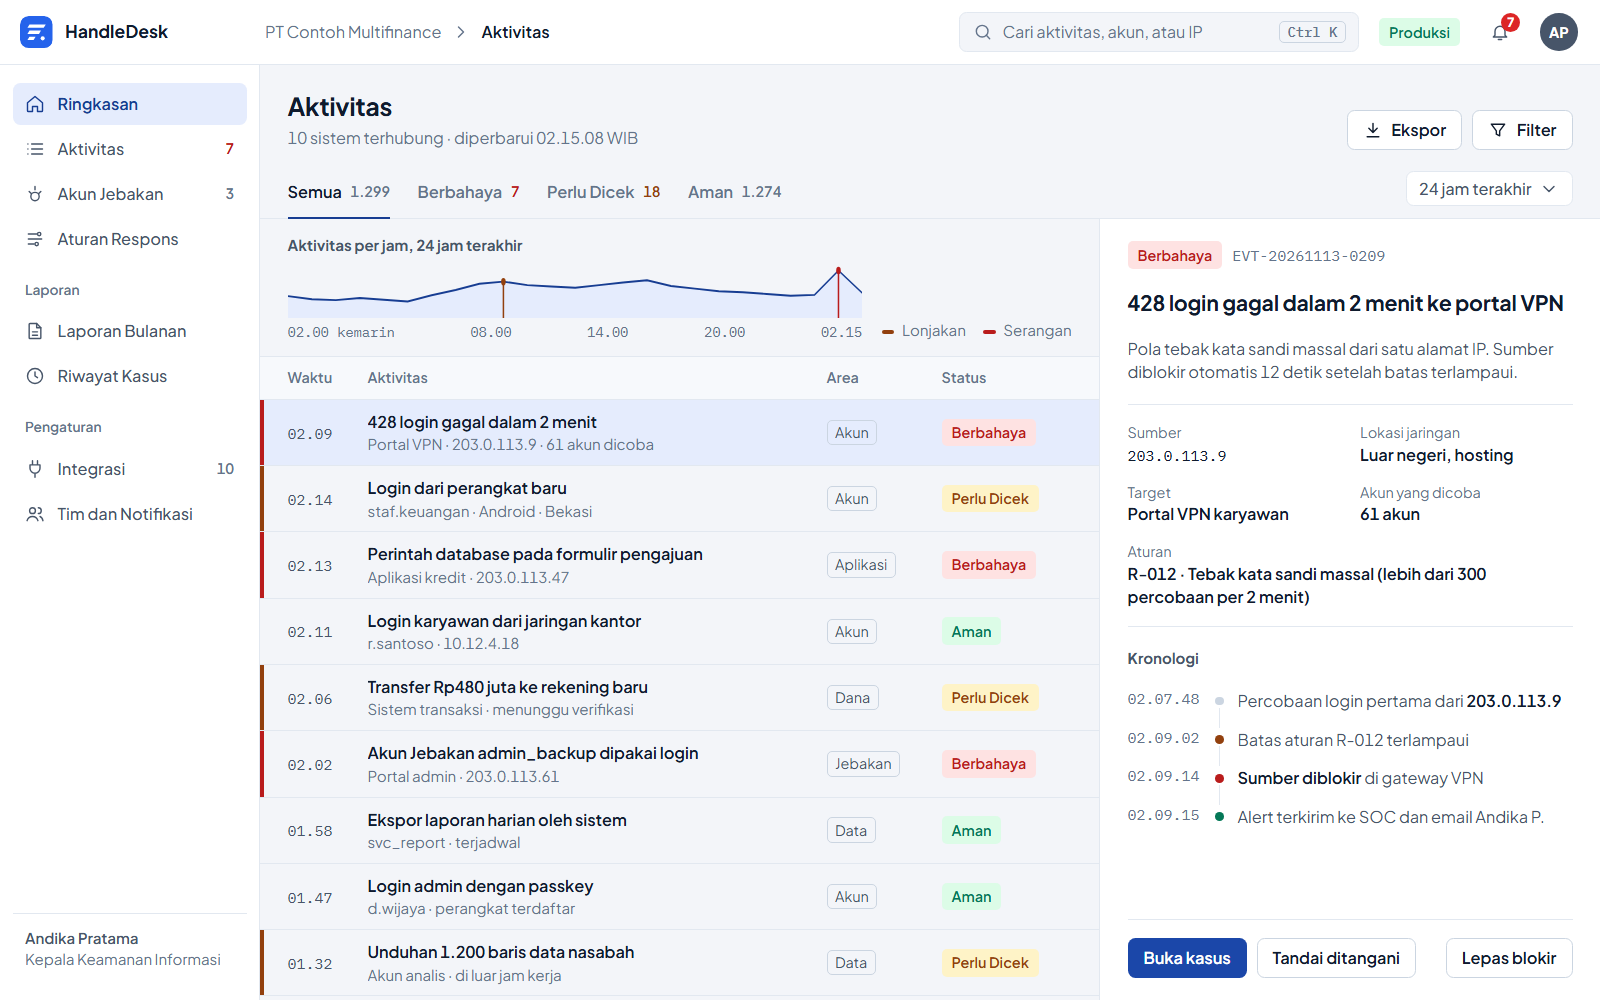 HandleDesk
PT Contoh Multifinance > Aktivitas
Cari aktivitas, akun, atau IP
Ctrl K
Produksi
7
AP
Ringkasan
Aktivitas 7
Akun Jebakan 3
Aturan Respons
Laporan
Laporan Bulanan
Riwayat Kasus
Pengaturan
Integrasi 10
Tim dan Notifikasi
Andika Pratama
Kepala Keamanan Informasi
Aktivitas
10 sistem terhubung · diperbarui 02.15.08 WIB
Ekspor
Filter
Semua 1.299
Berbahaya 7
Perlu Dicek 18
Aman 1.274
24 jam terakhir
Aktivitas per jam, 24 jam terakhir
02.00 kemarin 08.00 14.00 20.00 02.15
Lonjakan Serangan
Waktu Aktivitas Area Status
02.09 428 login gagal dalam 2 menit Akun Berbahaya
Portal VPN · 203.0.113.9 · 61 akun dicoba
02.14 Login dari perangkat baru Akun Perlu Dicek
staf.keuangan · Android · Bekasi
02.13 Perintah database pada formulir pengajuan Aplikasi Berbahaya
Aplikasi kredit · 203.0.113.47
02.11 Login karyawan dari jaringan kantor Akun Aman
r.santoso · 10.12.4.18
02.06 Transfer Rp480 juta ke rekening baru Dana Perlu Dicek
Sistem transaksi · menunggu verifikasi
02.02 Akun Jebakan admin_backup dipakai login Jebakan Berbahaya
Portal admin · 203.0.113.61
01.58 Ekspor laporan harian oleh sistem Data Aman
svc_report · terjadwal
01.47 Login admin dengan passkey Akun Aman
d.wijaya · perangkat terdaftar
01.32 Unduhan 1.200 baris data nasabah Data Perlu Dicek
Akun analis · di luar jam kerja
Berbahaya EVT-20261113-0209
428 login gagal dalam 2 menit ke portal VPN
Pola tebak kata sandi massal dari satu alamat IP. Sumber
diblokir otomatis 12 detik setelah batas terlampaui.
Sumber Lokasi jaringan
203.0.113.9 Luar negeri, hosting
Target Akun yang dicoba
Portal VPN karyawan 61 akun
Aturan
R-012 · Tebak kata sandi massal (lebih dari 300
percobaan per 2 menit)
Kronologi
02.07.48 Percobaan login pertama dari 203.0.113.9
02.09.02 Batas aturan R-012 terlampaui
02.09.14 Sumber diblokir di gateway VPN
02.09.15 Alert terkirim ke SOC dan email Andika P.
Buka kasus
Tandai ditangani
Lepas blokir